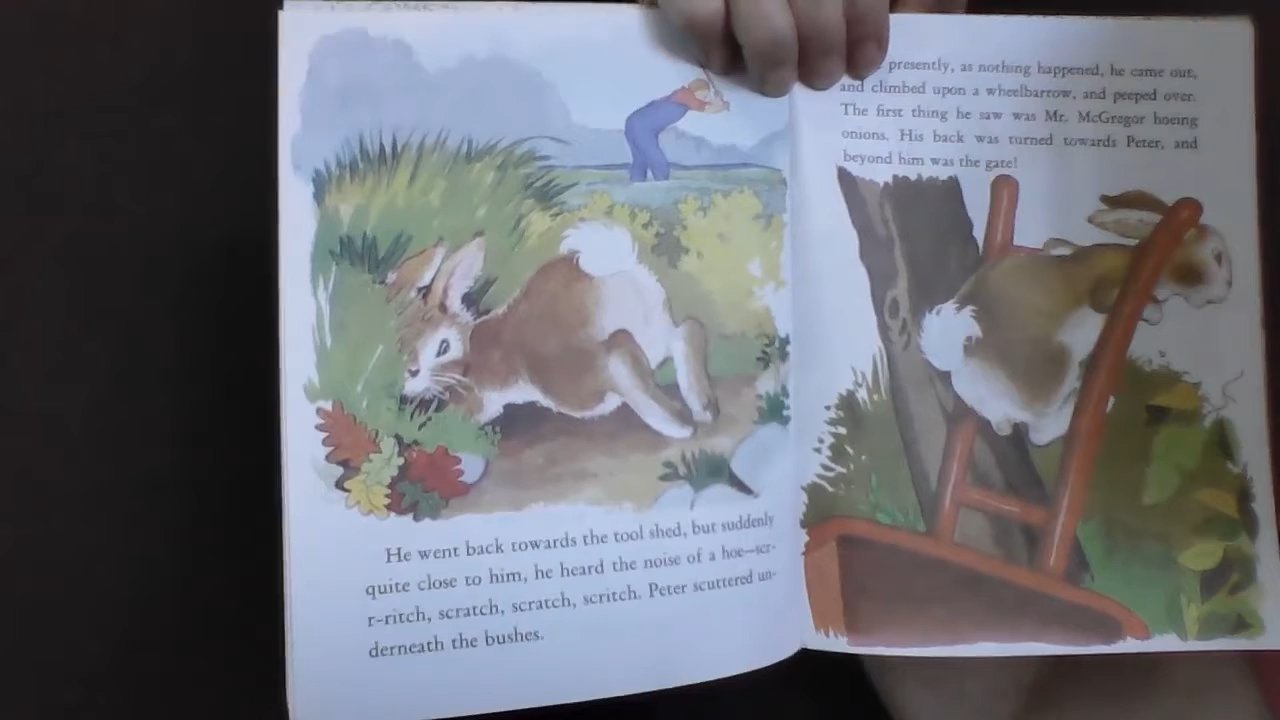 He went back towards the tool shed, but suddenly
quite close to him, he heard the noise of a hoe—scr-
r-ritch, scratch, scratch, scritch. Peter scuttered un-
derneath the bushes.
presently, as nothing happened, he came out,
and climbed upon a wheelbarrow, and peeped over.
The first thing he saw was Mr. McGregor hoeing
onions. His back was turned towards Peter, and
beyond him was the gate!